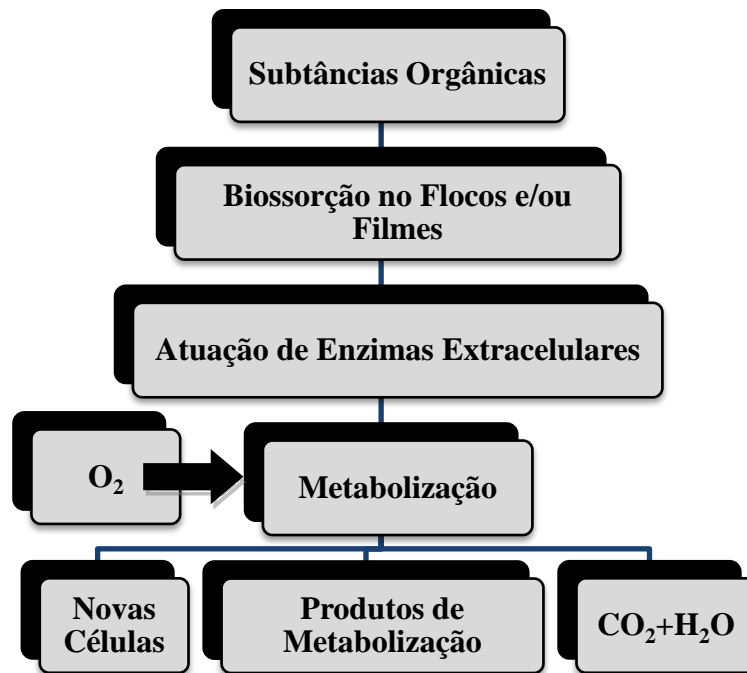 Subtâncias Orgânicas
Biossorção no Flocos e/ou
Filmes
Atuação de Enzimas Extracelulares
O₂
Metabolização
Novas
Células
Produtos de
Metabolização
CO₂+H₂O